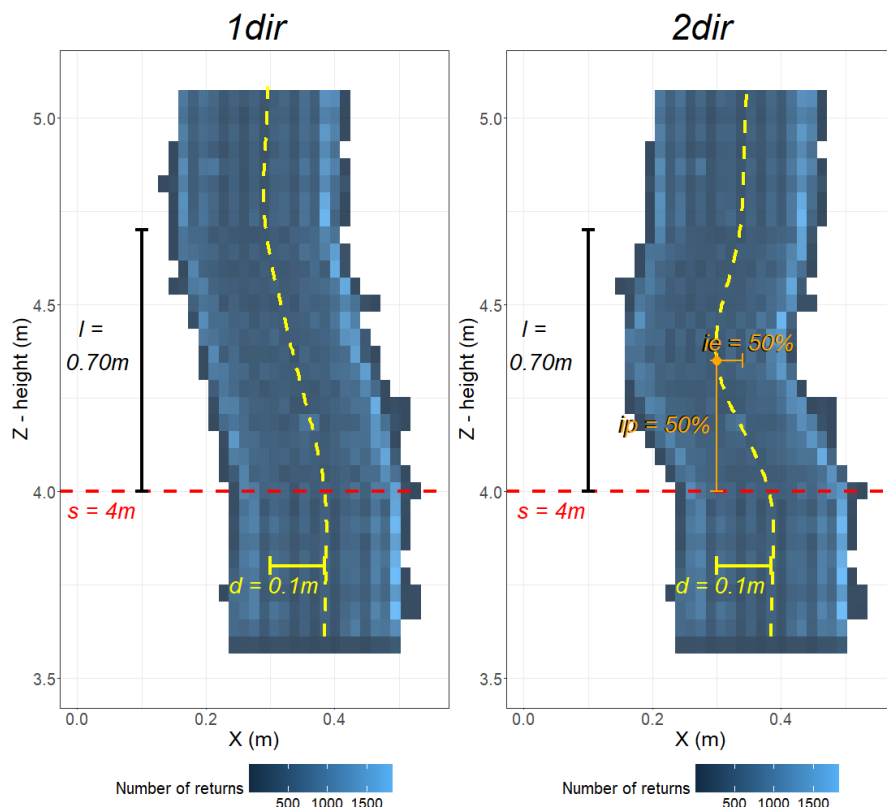 1dir
2dir
Z - height (m)
5.0
4.5
4.0
3.5
l =
0.70m
s = 4m
d = 0.1m
0.0
0.2
0.4
X (m)
Number of returns
500
1000
1500
Z - height (m)
5.0
4.5
4.0
3.5
l =
0.70m
ie = 50%
ip = 50%
s = 4m
d = 0.1m
0.0
0.2
0.4
X (m)
Number of returns
500
1000
1500